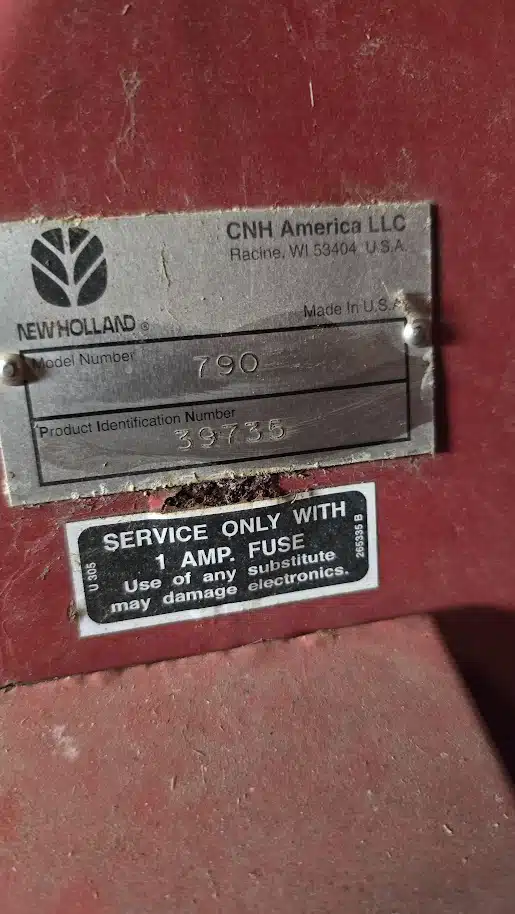 CNH America LLC
Racine, WI 53404 U.S.A.
NEW HOLLAND ®
Made In U.S.A.
Model Number
790
Product Identification Number
39735
SERVICE ONLY WITH
1 AMP. FUSE
Use of any substitute
may damage electronics.
U 305
265335 B